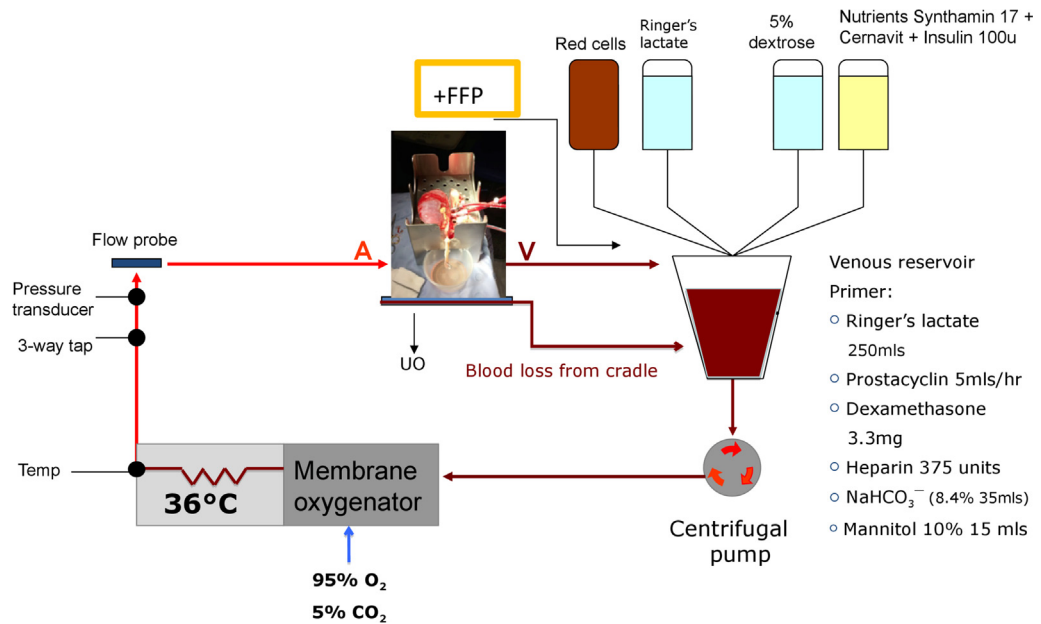 Nutrients Synthamin 17 +
Cernavit + Insulin 100u
5%
dextrose
Ringer's
lactate
Red cells
+FFP
Flow probe
A
V
Pressure
transducer
3-way tap
UO
Blood loss from cradle
Venous reservoir
Primer:
Ringer's lactate
250mls
Prostacyclin 5mls/hr
Dexamethasone
3.3mg
Heparin 375 units
NaHCO₃⁻ (8.4% 35mls)
Mannitol 10% 15 mls
Temp
36°C
Membrane
oxygenator
Centrifugal
pump
95% O₂
5% CO₂